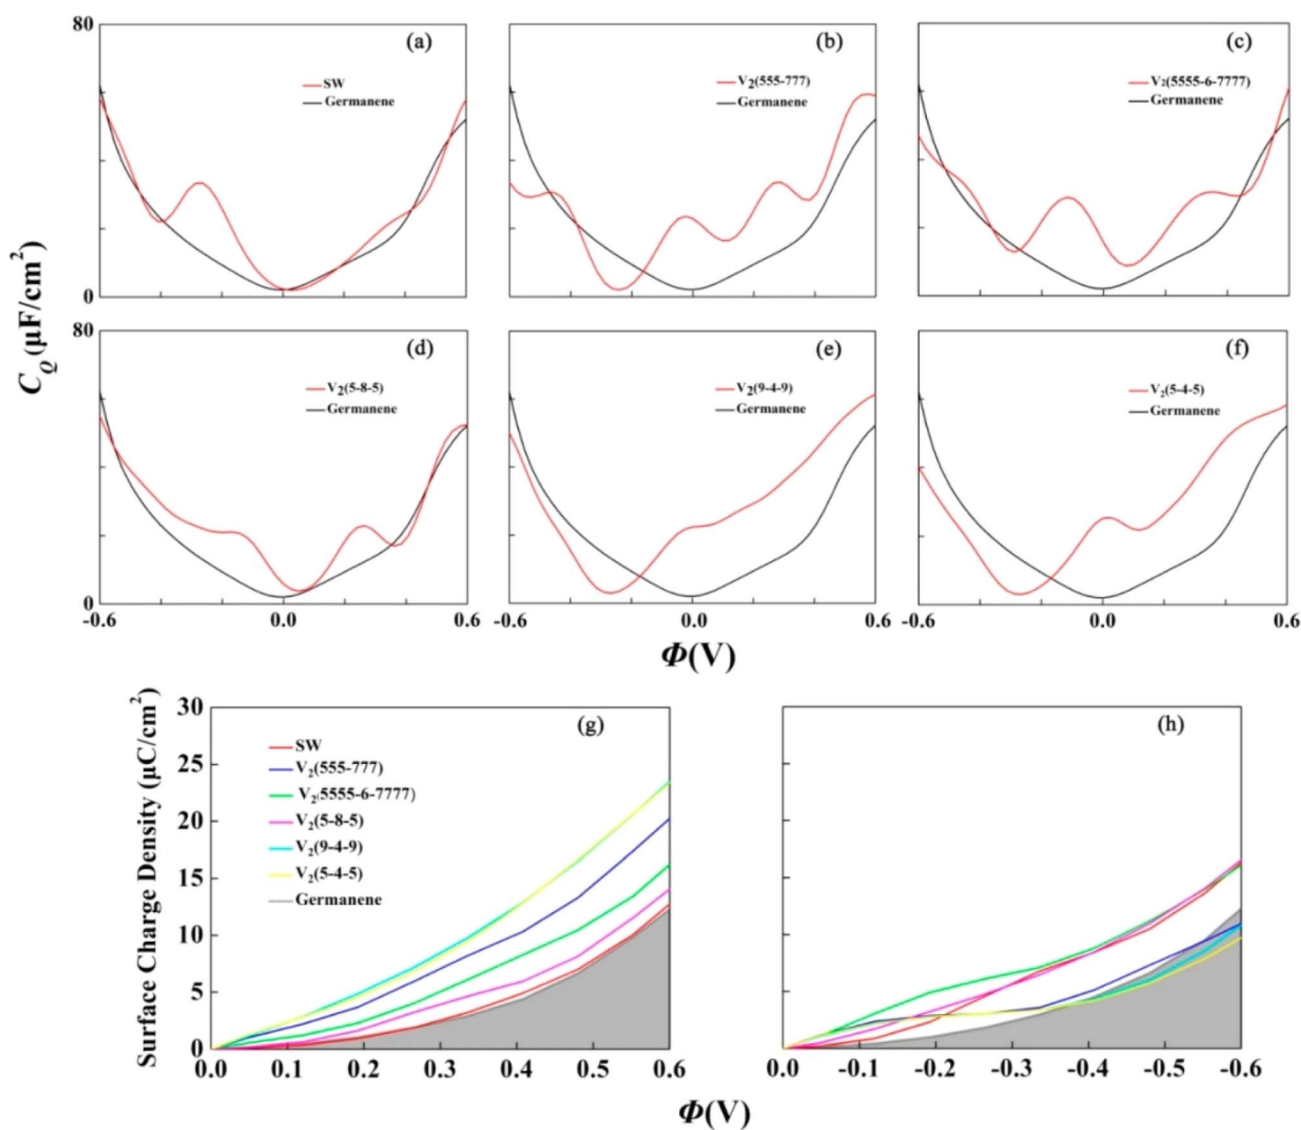 80
(a)
SW
Germanene
(b)
V2(555-777)
Germanene
(c)
V2(5555-6-7777)
Germanene
0
C_Q (μF/cm²)
80
(d)
V2(5-8-5)
Germanene
(e)
V2(9-4-9)
Germanene
(f)
V₂(5-4-5)
Germanene
0
-0.6 0.0 0.6
-0.6 0.0 0.6
-0.6 0.0 0.6
Φ(V)
Surface Charge Density (μC/cm²)
30
25
20
15
10
5
0
(g)
SW
V₂(555-777)
V₂(5555-6-7777)
V₂(5-8-5)
V₂(9-4-9)
V₂(5-4-5)
Germanene
(h)
0.0 0.1 0.2 0.3 0.4 0.5 0.6
0.0 -0.1 -0.2 -0.3 -0.4 -0.5 -0.6
Φ(V)